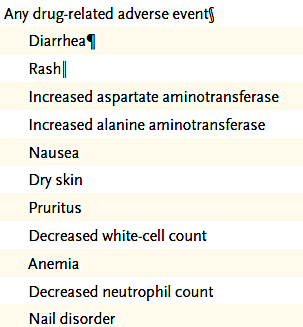 Any drug-related adverse event§
Diarrhea¶
Rash‖
Increased aspartate aminotransferase
Increased alanine aminotransferase
Nausea
Dry skin
Pruritus
Decreased white-cell count
Anemia
Decreased neutrophil count
Nail disorder